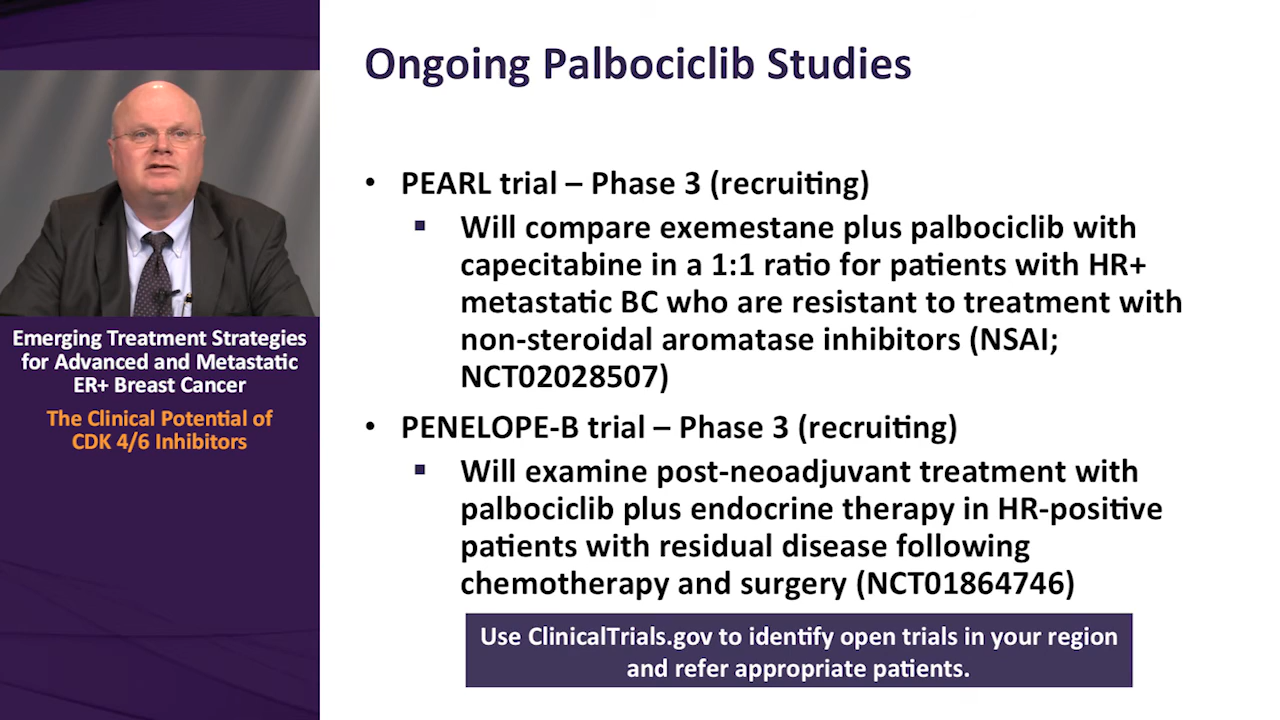 Ongoing Palbociclib Studies
• PEARL trial – Phase 3 (recruiting)
▪ Will compare exemestane plus palbociclib with
capecitabine in a 1:1 ratio for patients with HR+
metastatic BC who are resistant to treatment with
non-steroidal aromatase inhibitors (NSAI;
NCT02028507)
• PENELOPE-B trial – Phase 3 (recruiting)
▪ Will examine post-neoadjuvant treatment with
palbociclib plus endocrine therapy in HR-positive
patients with residual disease following
chemotherapy and surgery (NCT01864746)
Use ClinicalTrials.gov to identify open trials in your region
and refer appropriate patients.
Emerging Treatment Strategies
for Advanced and Metastatic
ER+ Breast Cancer
The Clinical Potential of
CDK 4/6 Inhibitors